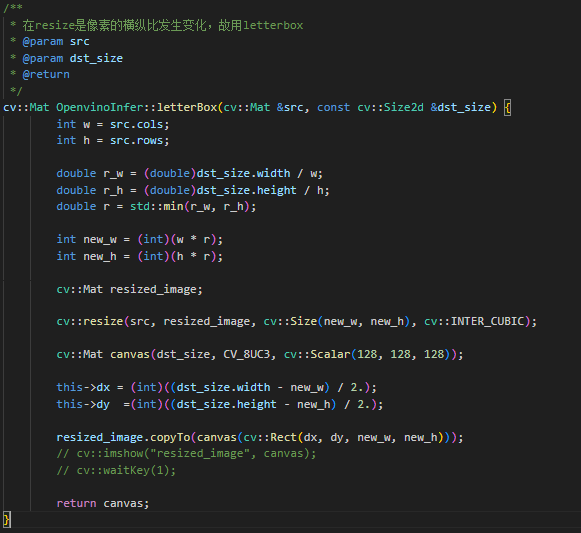 /**
 * 在resize是像素的横纵比发生变化，故用letterbox
 * @param src
 * @param dst_size
 * @return
 */
cv::Mat OpenvinoInfer::letterBox(cv::Mat &src, const cv::Size2d &dst_size) {
        int w = src.cols;
        int h = src.rows;

        double r_w = (double)dst_size.width / w;
        double r_h = (double)dst_size.height / h;
        double r = std::min(r_w, r_h);

        int new_w = (int)(w * r);
        int new_h = (int)(h * r);

        cv::Mat resized_image;

        cv::resize(src, resized_image, cv::Size(new_w, new_h), cv::INTER_CUBIC);

        cv::Mat canvas(dst_size, CV_8UC3, cv::Scalar(128, 128, 128));

        this->dx = (int)((dst_size.width - new_w) / 2.);
        this->dy  =(int)((dst_size.height - new_h) / 2.);

        resized_image.copyTo(canvas(cv::Rect(dx, dy, new_w, new_h)));
        // cv::imshow("resized_image", canvas);
        // cv::waitKey(1);

        return canvas;
}